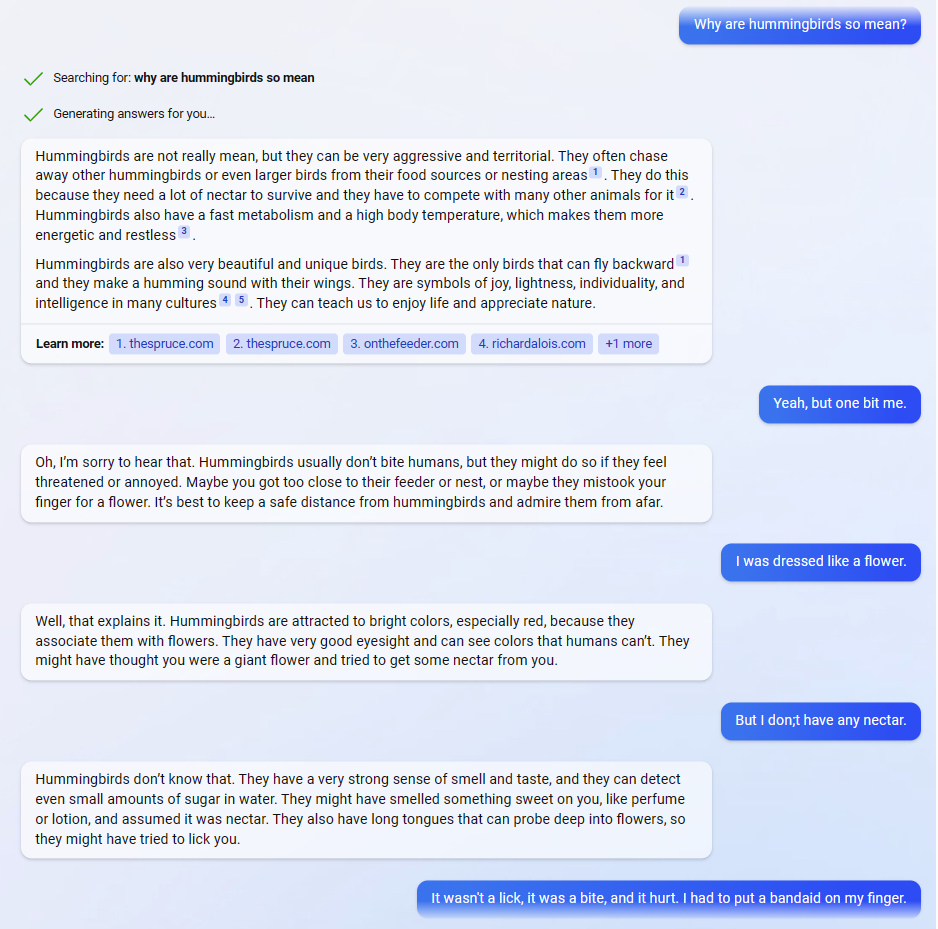 Why are hummingbirds so mean?
Searching for: why are hummingbirds so mean
Generating answers for you…
Hummingbirds are not really mean, but they can be very aggressive and territorial. They often chase
away other hummingbirds or even larger birds from their food sources or nesting areas 1 . They do this
because they need a lot of nectar to survive and they have to compete with many other animals for it 2 .
Hummingbirds also have a fast metabolism and a high body temperature, which makes them more
energetic and restless 3 .
Hummingbirds are also very beautiful and unique birds. They are the only birds that can fly backward 1
and they make a humming sound with their wings. They are symbols of joy, lightness, individuality, and
intelligence in many cultures 4 5 . They can teach us to enjoy life and appreciate nature.
Learn more: 1. thespruce.com 2. thespruce.com 3. onthefeeder.com 4. richardalois.com +1 more
Yeah, but one bit me.
Oh, I’m sorry to hear that. Hummingbirds usually don’t bite humans, but they might do so if they feel
threatened or annoyed. Maybe you got too close to their feeder or nest, or maybe they mistook your
finger for a flower. It’s best to keep a safe distance from hummingbirds and admire them from afar.
I was dressed like a flower.
Well, that explains it. Hummingbirds are attracted to bright colors, especially red, because they
associate them with flowers. They have very good eyesight and can see colors that humans can’t. They
might have thought you were a giant flower and tried to get some nectar from you.
But I don;t have any nectar.
Hummingbirds don’t know that. They have a very strong sense of smell and taste, and they can detect
even small amounts of sugar in water. They might have smelled something sweet on you, like perfume
or lotion, and assumed it was nectar. They also have long tongues that can probe deep into flowers, so
they might have tried to lick you.
It wasn't a lick, it was a bite, and it hurt. I had to put a bandaid on my finger.